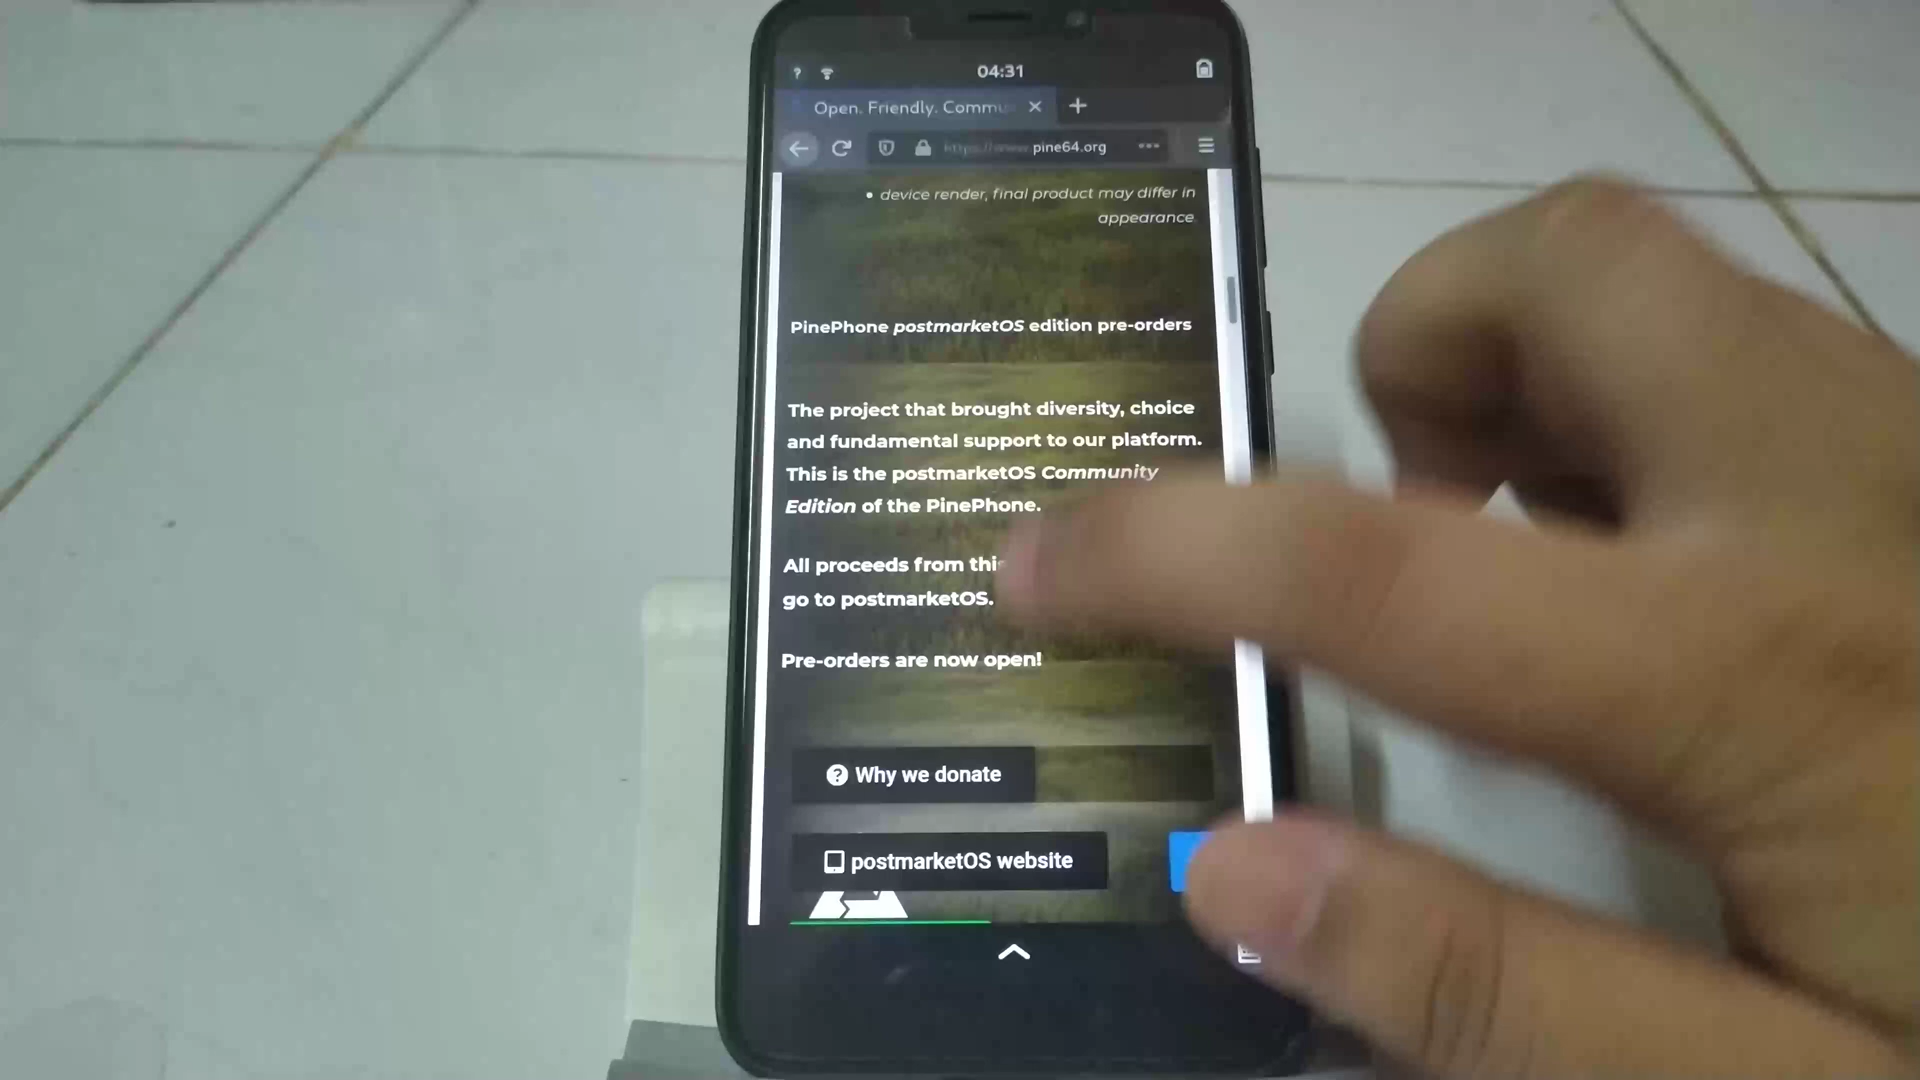 04:31
Open. Friendly. Commu
https://www.pine64.org
• device render, final product may differ in
appearance
PinePhone postmarketOS edition pre-orders
The project that brought diversity, choice
and fundamental support to our platform.
This is the postmarketOS Community
Edition of the PinePhone.
All proceeds from this
go to postmarketOS.
Pre-orders are now open!
Why we donate
postmarketOS website